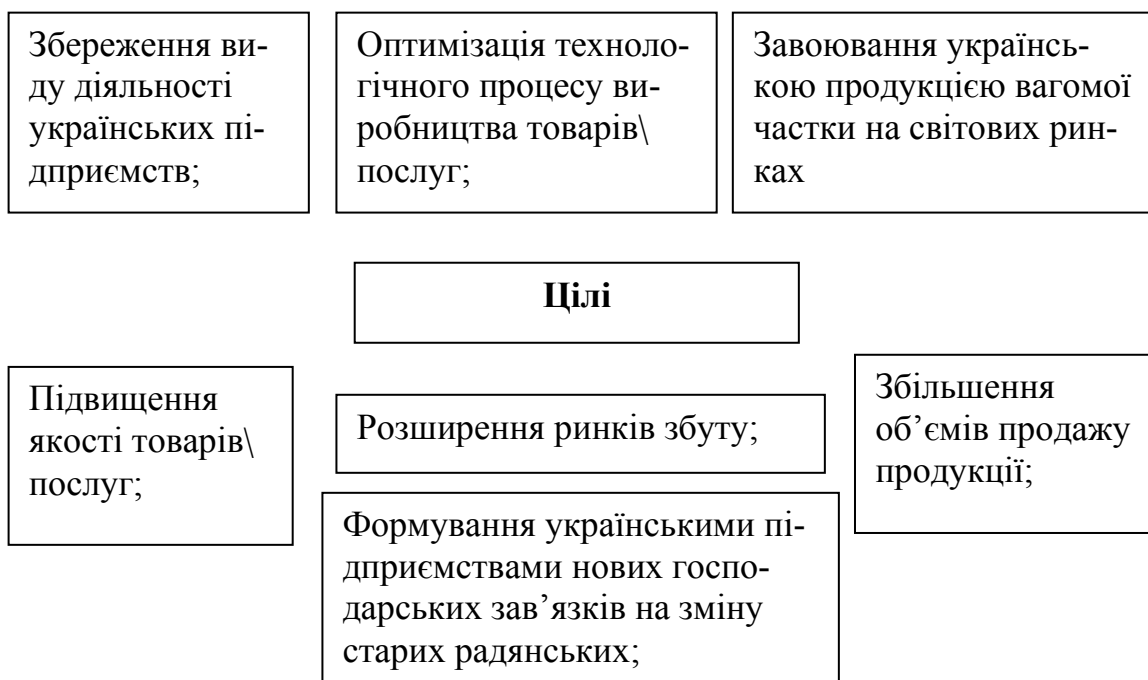 Збереження ви-
ду діяльності
українських пі-
дприємств;
Оптимізація техноло-
гічного процесу ви-
робництва товарів\
послуг;
Завоювання українсь-
кою продукцією вагомої
частки на світових рин-
ках
Цілі
Підвищення
якості товарів\
послуг;
Розширення ринків збуту;
Збільшення
об’ємів продажу
продукції;
Формування українськими пі-
дприємствами нових госпо-
дарських зав’язків на зміну
старих радянських;